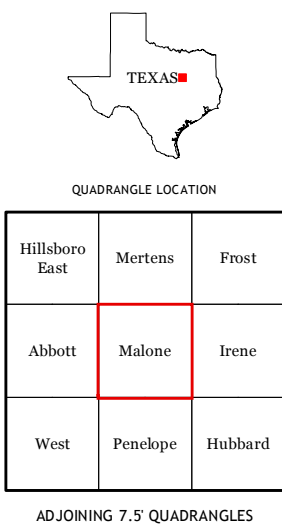 TEXAS
QUADRANGLE LOCATION
Hillsboro
East
Mertens
Frost
Abbott
Malone
Irene
West
Penelope
Hubbard
ADJOINING 7.5' QUADRANGLES